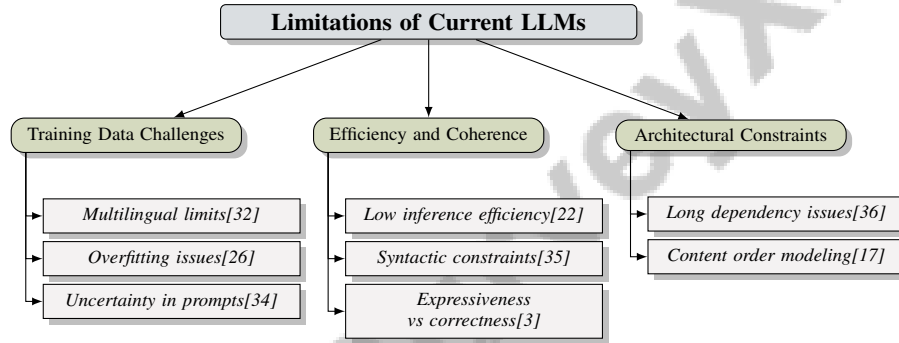 Limitations of Current LLMs
Training Data Challenges
Efficiency and Coherence
Architectural Constraints
Multilingual limits[32]
Overfitting issues[26]
Uncertainty in prompts[34]
Low inference efficiency[22]
Syntactic constraints[35]
Expressiveness
vs correctness[3]
Long dependency issues[36]
Content order modeling[17]